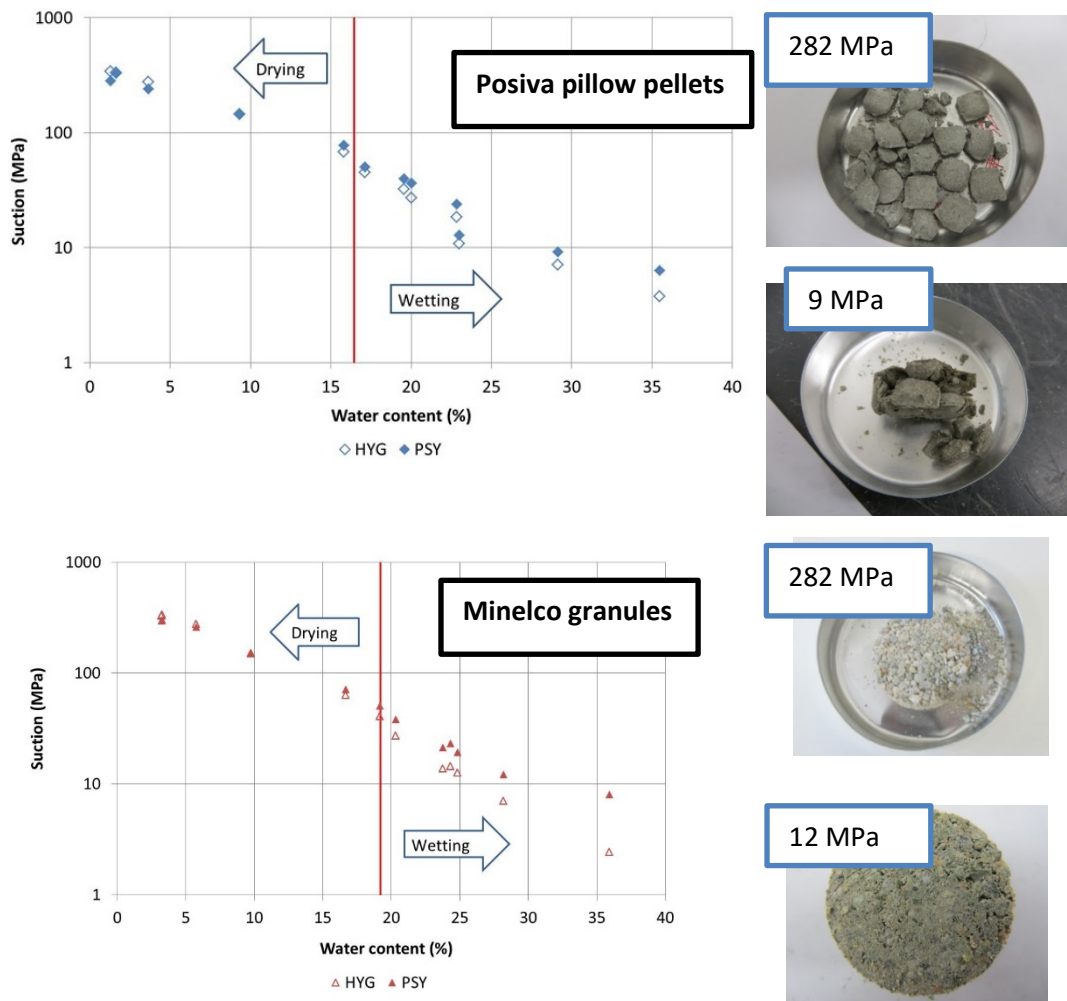 1000
100
10
1
Suction (MPa)
Drying
Wetting
Posiva pillow pellets
0 5 10 15 20 25 30 35 40
Water content (%)
HYG PSY
282 MPa
9 MPa
1000
100
10
1
Suction (MPa)
Drying
Wetting
Minelco granules
0 5 10 15 20 25 30 35 40
Water content (%)
HYG PSY
282 MPa
12 MPa